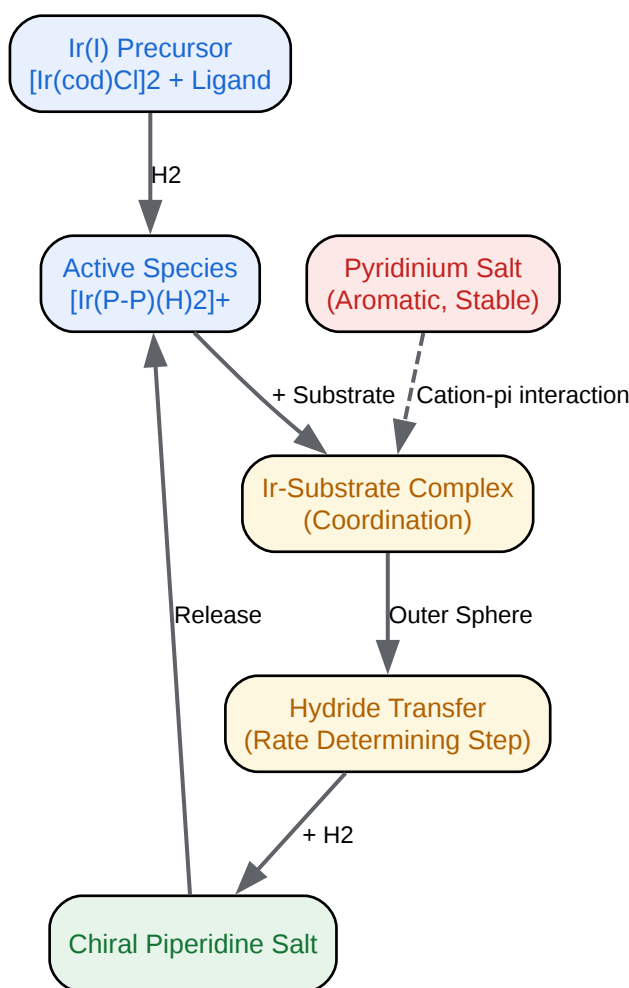 Ir(I) Precursor
[Ir(cod)Cl]2 + Ligand
H2
Active Species
[Ir(P-P)(H)2]+
Pyridinium Salt
(Aromatic, Stable)
+ Substrate
Cation-pi interaction
Ir-Substrate Complex
(Coordination)
Release
Outer Sphere
Hydride Transfer
(Rate Determining Step)
+ H2
Chiral Piperidine Salt